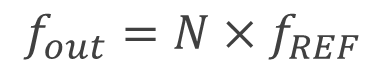 f_out = N × f_REF